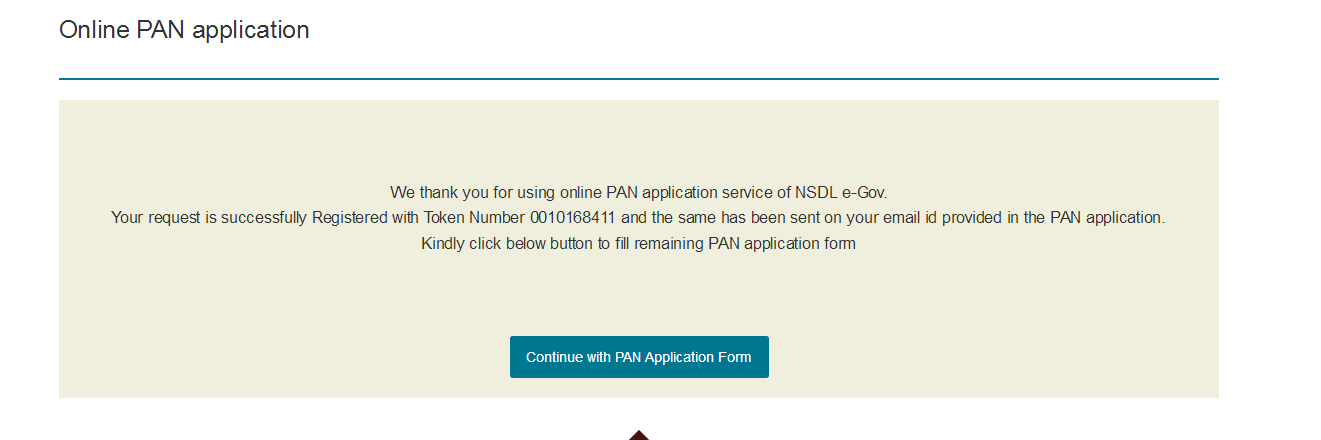 Online PAN application
We thank you for using online PAN application service of NSDL e-Gov.
Your request is successfully Registered with Token Number 0010168411 and the same has been sent on your email id provided in the PAN application.
Kindly click below button to fill remaining PAN application form
Continue with PAN Application Form